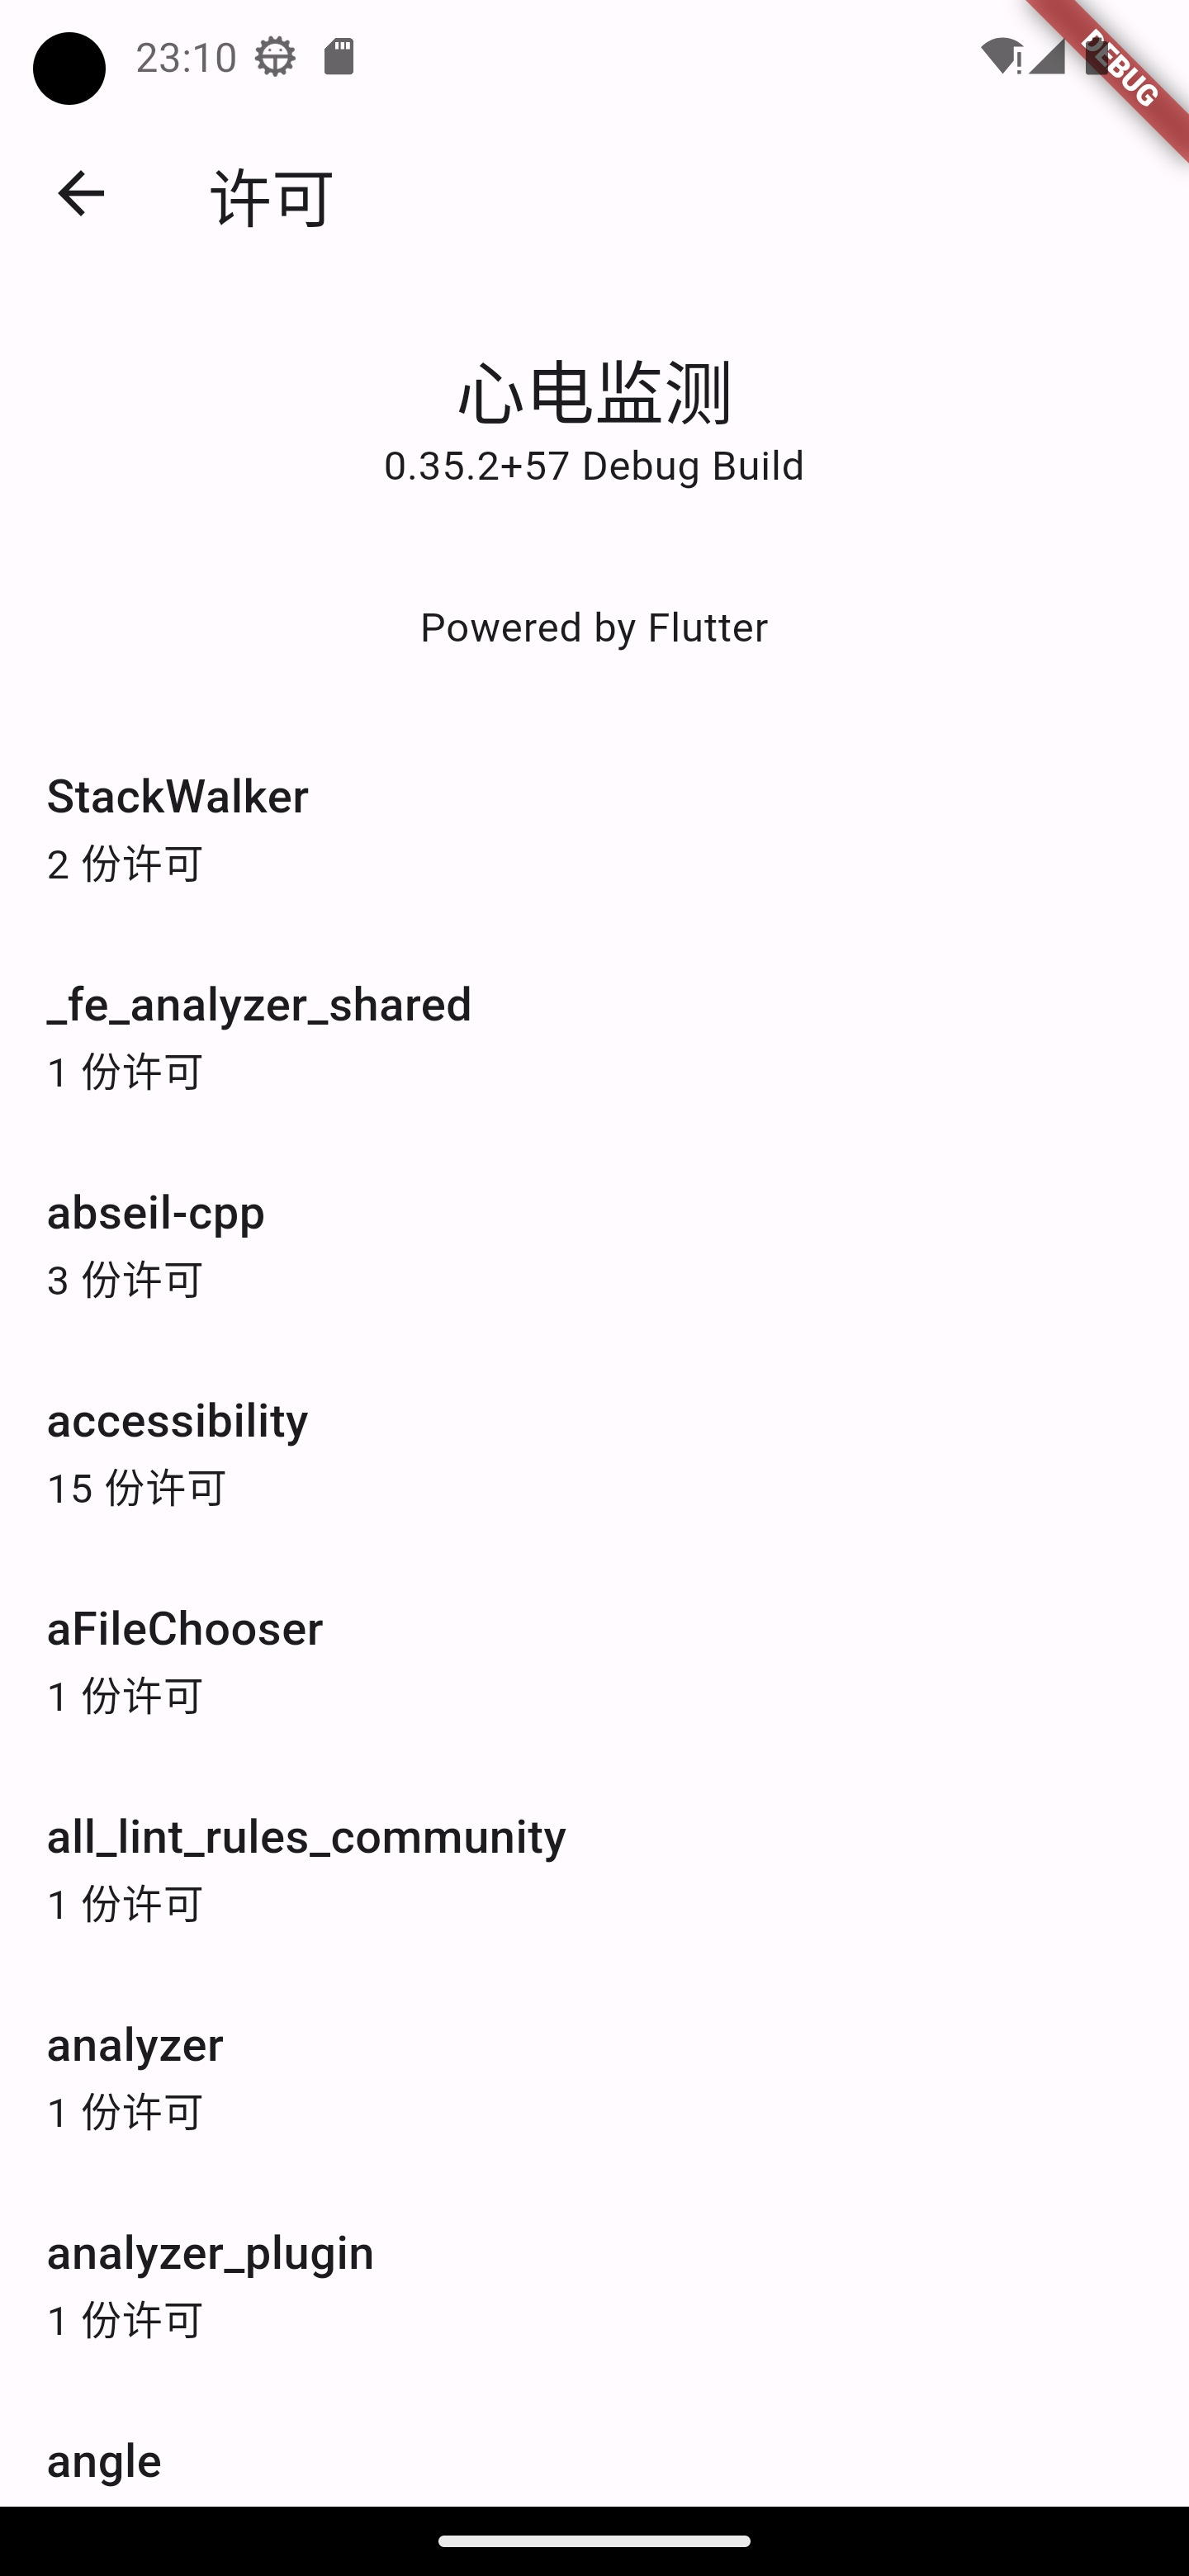 23:10
DEBUG
许可
心电监测
0.35.2+57 Debug Build
Powered by Flutter
StackWalker
2 份许可
_fe_analyzer_shared
1 份许可
abseil-cpp
3 份许可
accessibility
15 份许可
aFileChooser
1 份许可
all_lint_rules_community
1 份许可
analyzer
1 份许可
analyzer_plugin
1 份许可
angle